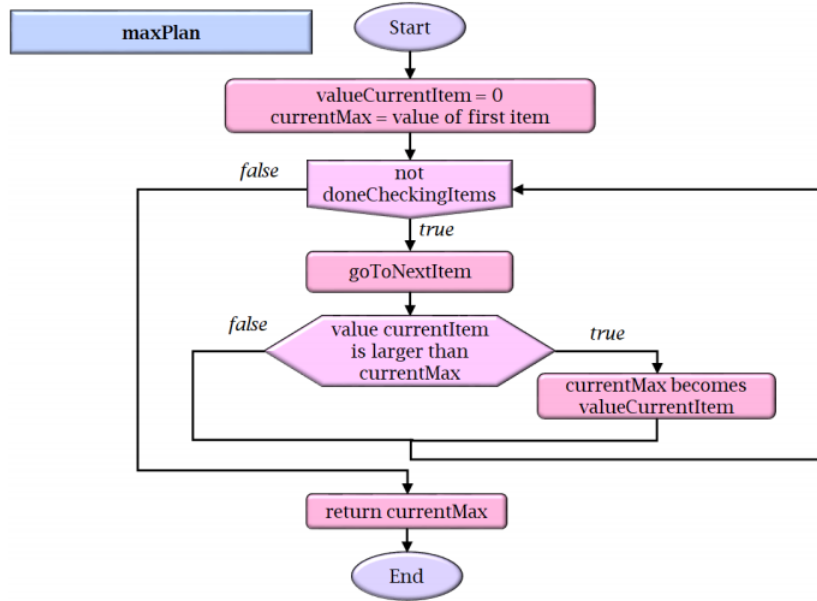 maxPlan
Start
valueCurrentItem = 0
currentMax = value of first item
false
not
doneCheckingItems
true
goToNextItem
false
value currentItem
is larger than
currentMax
true
currentMax becomes
valueCurrentItem
return currentMax
End